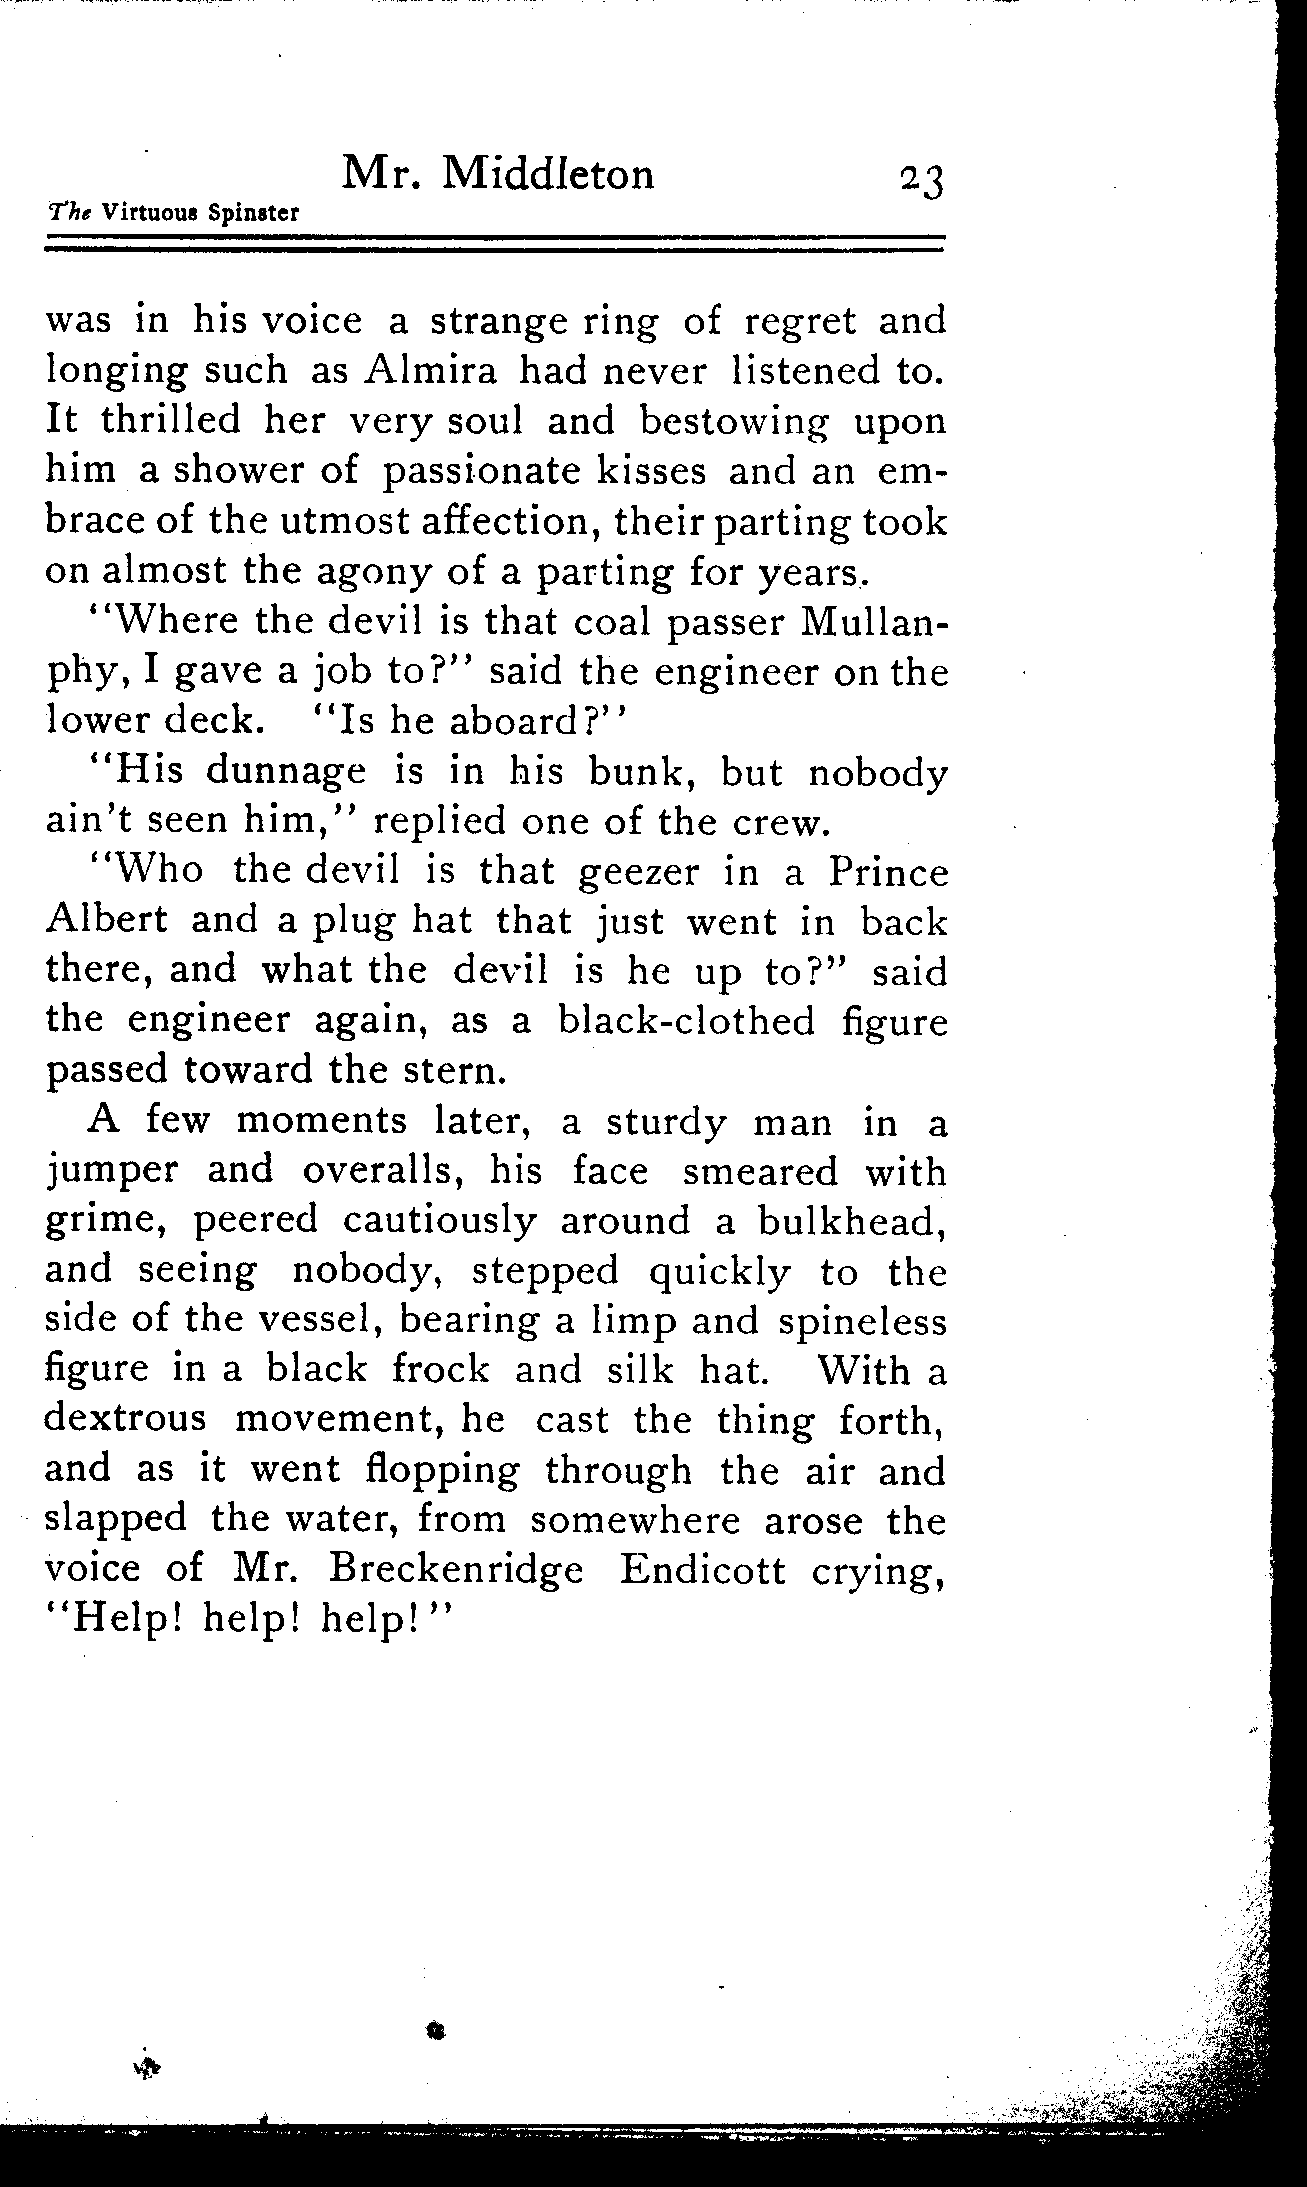 Mr. Middleton 23
The Virtuous Spinster
was in his voice a strange ring of regret and
longing such as Almira had never listened to.
It thrilled her very soul and bestowing upon
him a shower of passionate kisses and an em-
brace of the utmost affection, their parting took
on almost the agony of a parting for years.
"Where the devil is that coal passer Mullan-
phy, I gave a job to?" said the engineer on the
lower deck. "Is he aboard?"
"His dunnage is in his bunk, but nobody
ain't seen him," replied one of the crew.
"Who the devil is that geezer in a Prince
Albert and a plug hat that just went in back
there, and what the devil is he up to?" said
the engineer again, as a black-clothed figure
passed toward the stern.
A few moments later, a sturdy man in a
jumper and overalls, his face smeared with
grime, peered cautiously around a bulkhead,
and seeing nobody, stepped quickly to the
side of the vessel, bearing a limp and spineless
figure in a black frock and silk hat. With a
dextrous movement, he cast the thing forth,
and as it went flopping through the air and
slapped the water, from somewhere arose the
voice of Mr. Breckenridge Endicott crying,
"Help! help! help!"